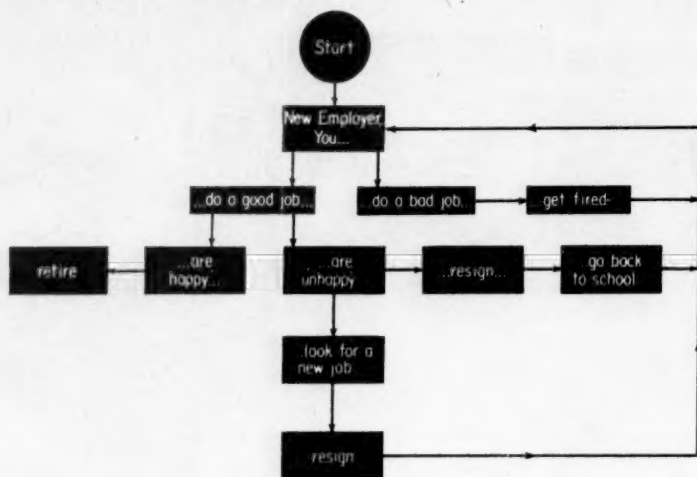 Start
New Employer
You...
...do a good job...
...do a bad job...
...get fired-
retire
...are
happy...
...are
unhappy...
...resign...
...go back
to school
...look for a
new job
...resign